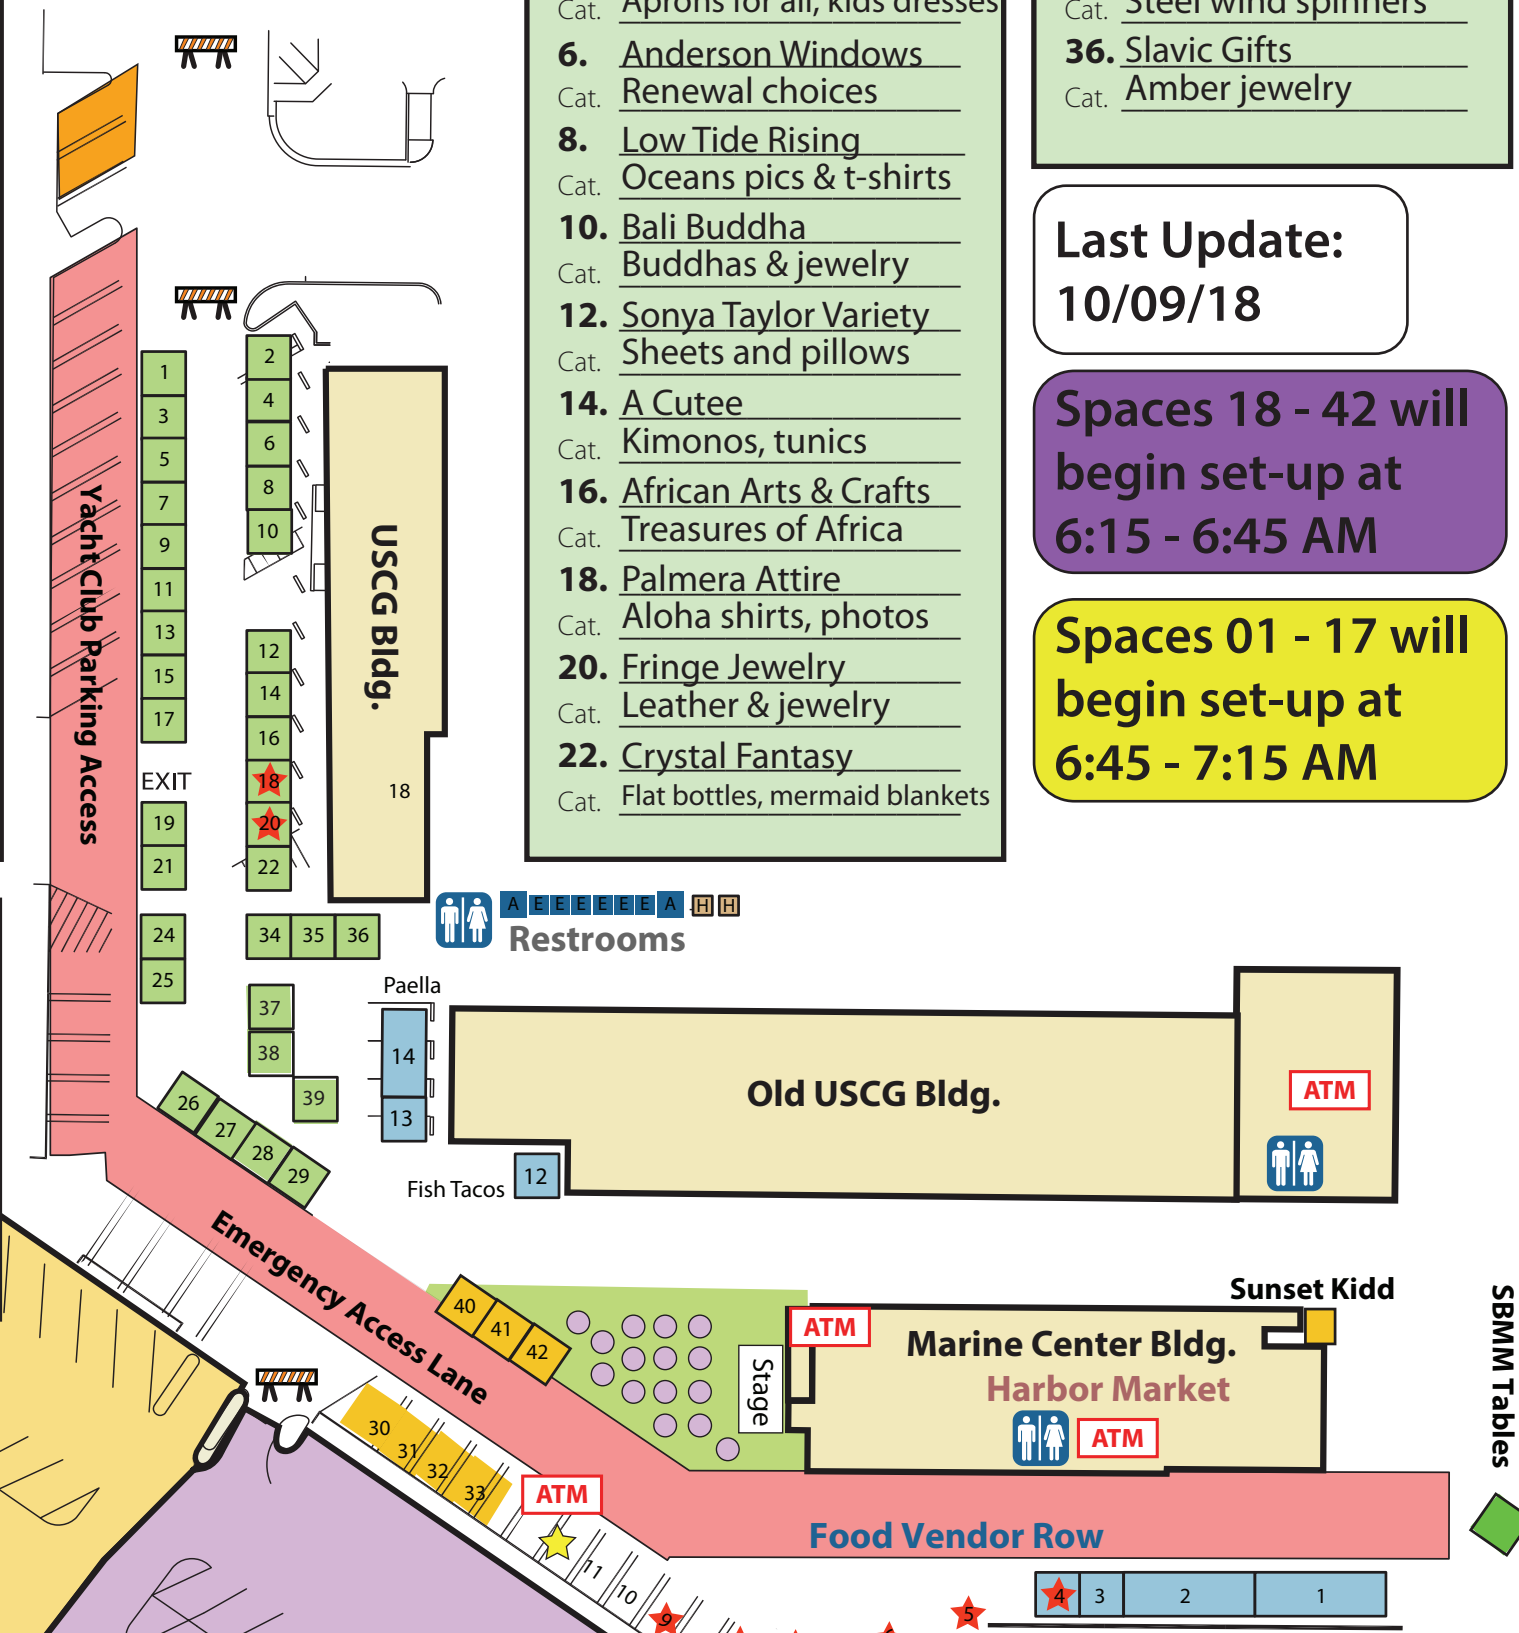 Cat. Aprons for all, kids dresses
6. Anderson Windows
Cat. Renewal choices
8. Low Tide Rising
Cat. Oceans pics & t-shirts
10. Bali Buddha
Cat. Buddhas & jewelry
12. Sonya Taylor Variety
Cat. Sheets and pillows
14. A Cutee
Cat. Kimonos, tunics
16. African Arts & Crafts
Cat. Treasures of Africa
18. Palmera Attire
Cat. Aloha shirts, photos
20. Fringe Jewelry
Cat. Leather & jewelry
22. Crystal Fantasy
Cat. Flat bottles, mermaid blankets
Cat. Steel wind spinners
36. Slavic Gifts
Cat. Amber jewelry
Last Update:
10/09/18
Spaces 18 - 42 will
begin set-up at
6:15 - 6:45 AM
Spaces 01 - 17 will
begin set-up at
6:45 - 7:15 AM
Yacht Club Parking Access
1
3
5
7
9
11
13
15
17
EXIT
19
21
24
25
2
4
6
8
10
12
14
16
18
20
22
USCG Bldg.
18
34 35 36
37
38
39
A E E E E E E A H H
Restrooms
Paella
14
13
Fish Tacos 12
Old USCG Bldg.
ATM
26
27
28
29
Emergency Access Lane
40
41
42
Stage
ATM
Marine Center Bldg.
Harbor Market
ATM
Sunset Kidd
SBMM Tables
30
31
32
33
ATM
11
10
9
5
Food Vendor Row
4 3 2 1